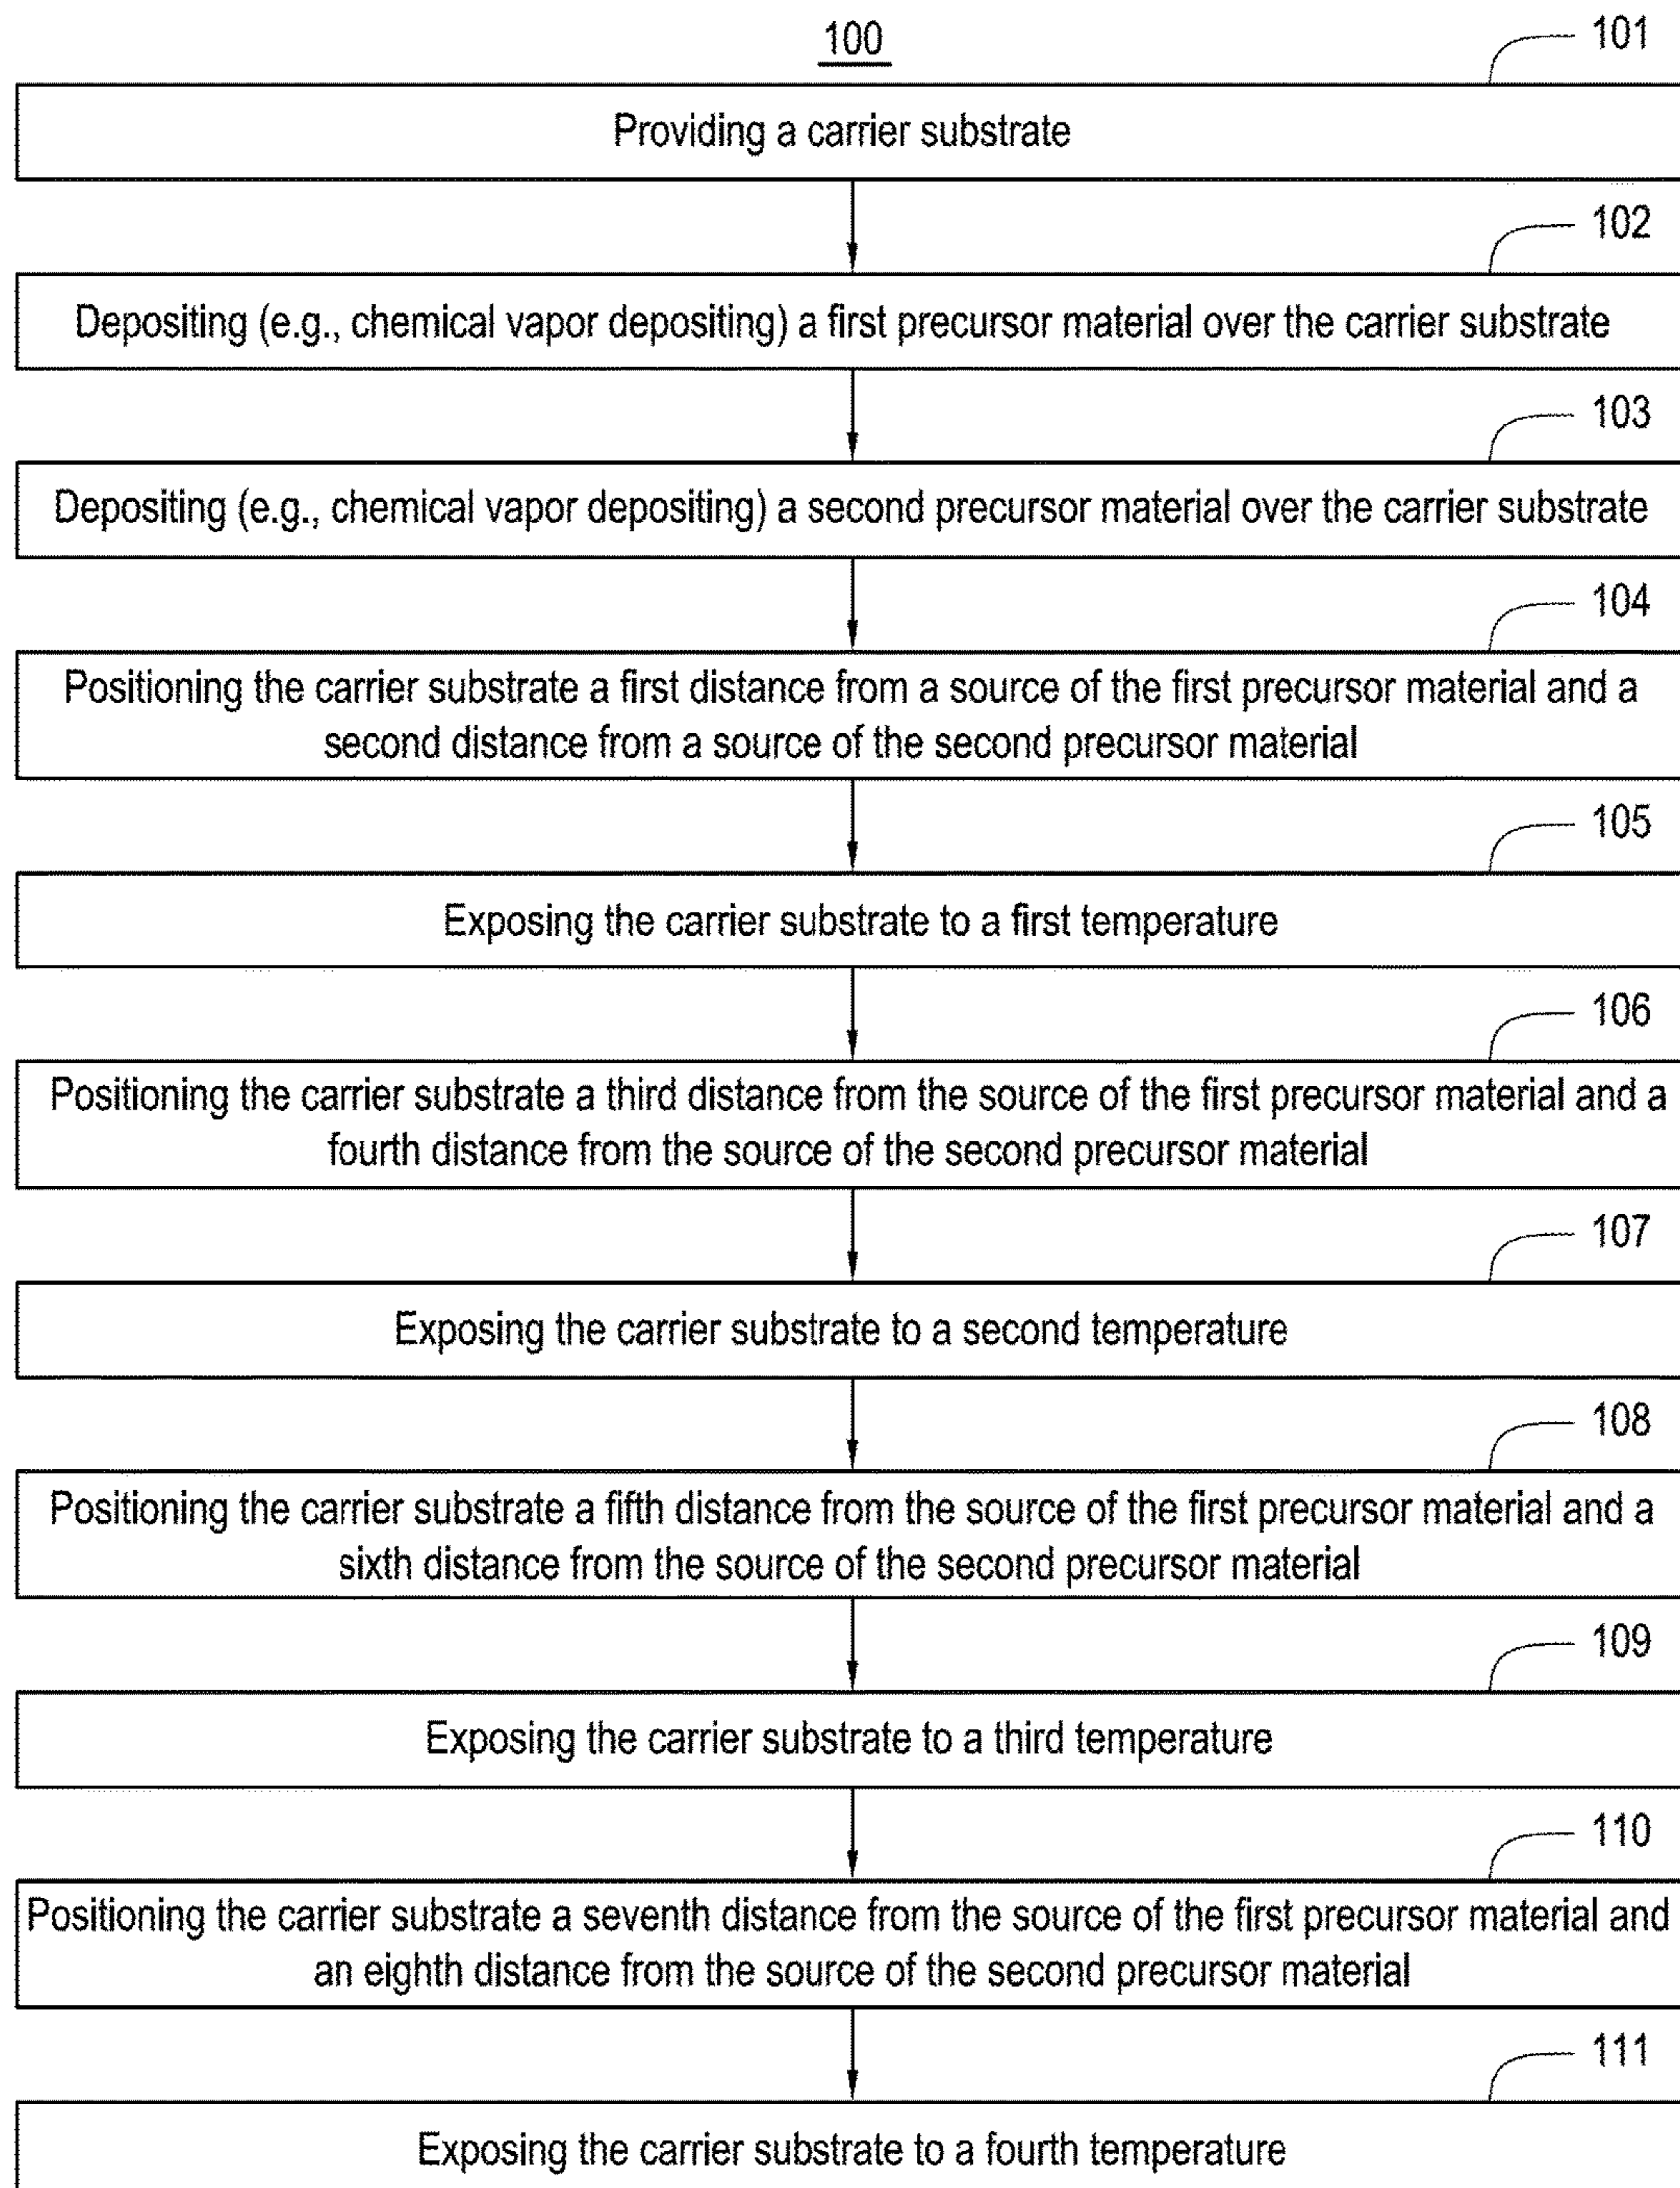 100
101
Providing a carrier substrate
102
Depositing (e.g., chemical vapor depositing) a first precursor material over the carrier substrate
103
Depositing (e.g., chemical vapor depositing) a second precursor material over the carrier substrate
104
Positioning the carrier substrate a first distance from a source of the first precursor material and a
second distance from a source of the second precursor material
105
Exposing the carrier substrate to a first temperature
106
Positioning the carrier substrate a third distance from the source of the first precursor material and a
fourth distance from the source of the second precursor material
107
Exposing the carrier substrate to a second temperature
108
Positioning the carrier substrate a fifth distance from the source of the first precursor material and a
sixth distance from the source of the second precursor material
109
Exposing the carrier substrate to a third temperature
110
Positioning the carrier substrate a seventh distance from the source of the first precursor material and
an eighth distance from the source of the second precursor material
111
Exposing the carrier substrate to a fourth temperature